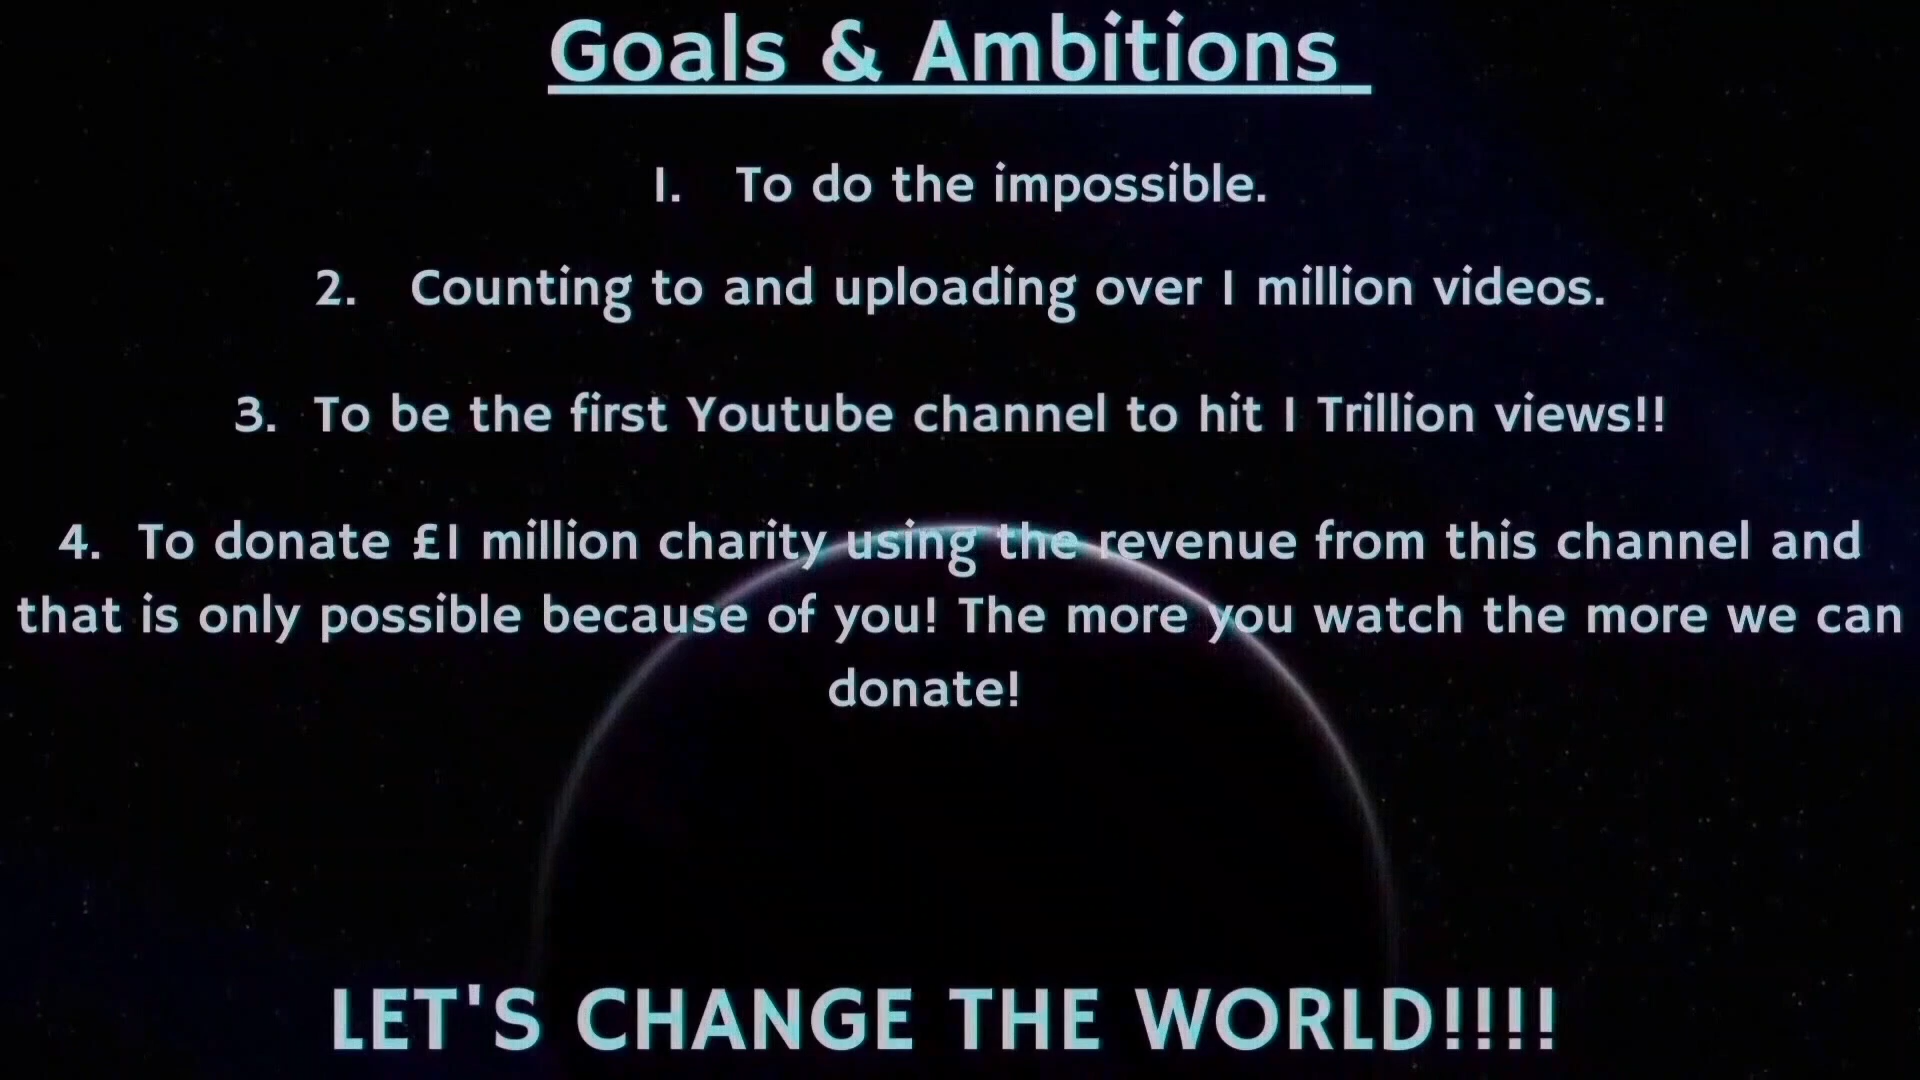 Goals & Ambitions
1. To do the impossible.
2. Counting to and uploading over 1 million videos.
3. To be the first Youtube channel to hit 1 Trillion views!!
4. To donate £1 million charity using the revenue from this channel and
that is only possible because of you! The more you watch the more we can
donate!
LET'S CHANGE THE WORLD!!!!